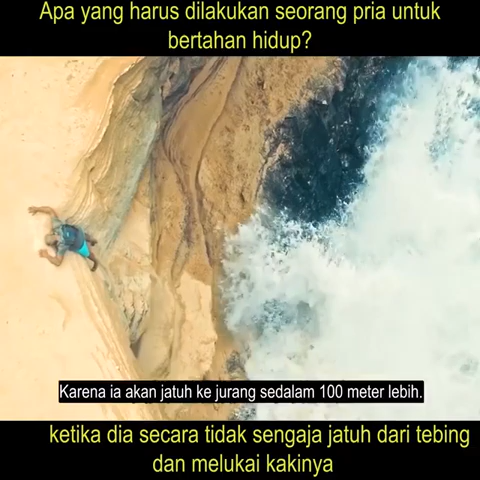 Apa yang harus dilakukan seorang pria untuk
bertahan hidup?
Karena ia akan jatuh ke jurang sedalam 100 meter lebih.
ketika dia secara tidak sengaja jatuh dari tebing
dan melukai kakinya